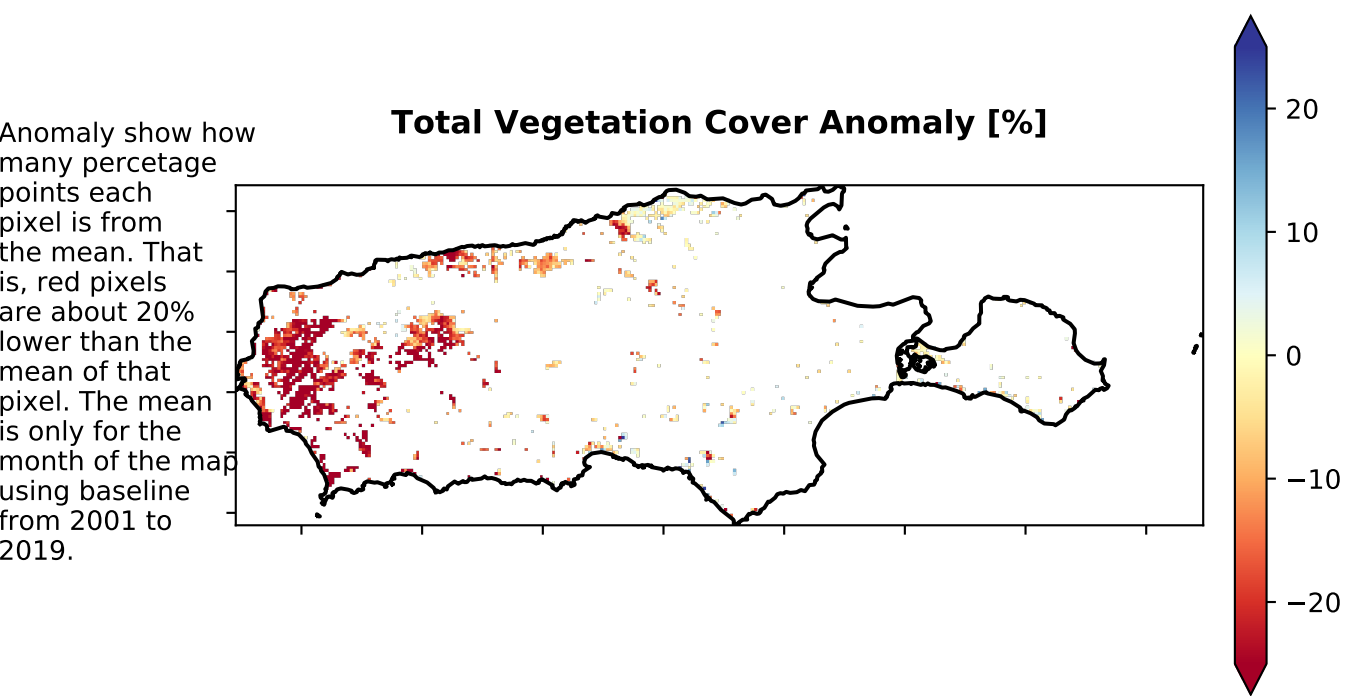 Total Vegetation Cover Anomaly [%]
Anomaly show how
many percetage
points each
pixel is from
the mean. That
is, red pixels
are about 20%
lower than the
mean of that
pixel. The mean
is only for the
month of the map
using baseline
from 2001 to
2019.
20
10
0
−10
−20